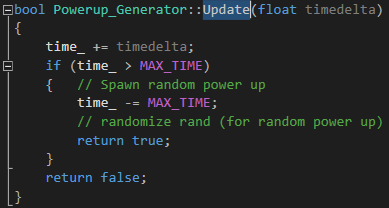 bool Powerup_Generator::Update(float timedelta)
{
    time_ += timedelta;
    if (time_ > MAX_TIME)
    {   // Spawn random power up
        time_ -= MAX_TIME;
        // randomize rand (for random power up)
        return true;
    }
    return false;
}